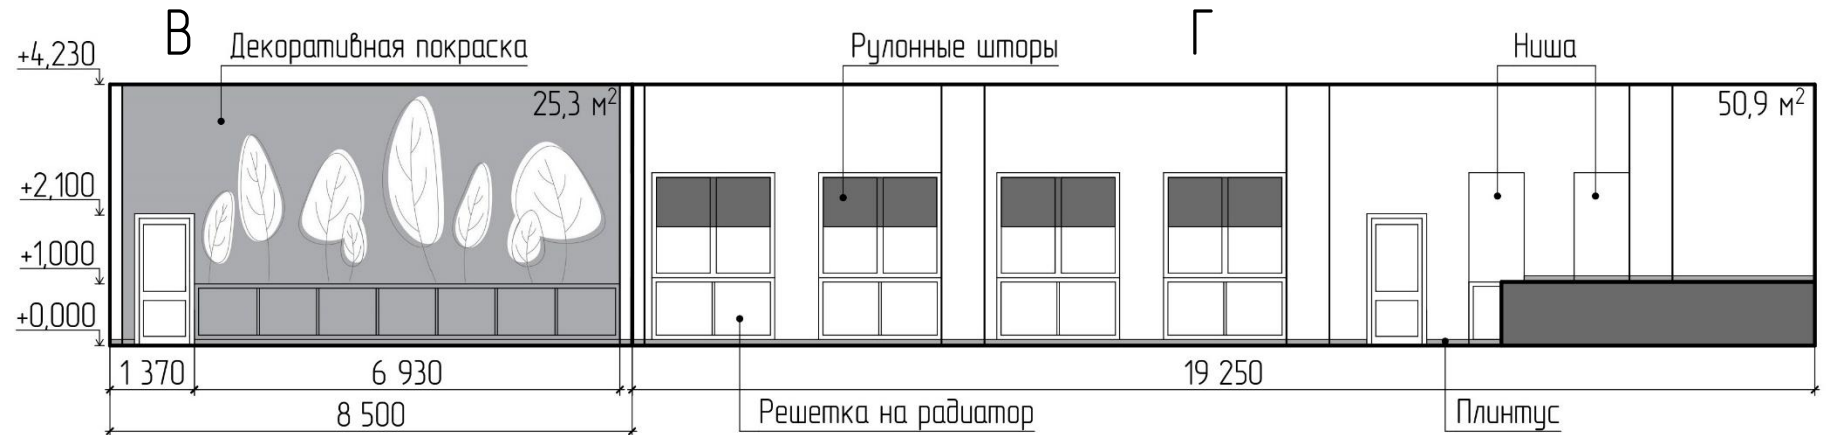 В
Г
Декоративная покраска
Рулонные шторы
Ниша
+4,230
25,3 м²
50,9 м²
+2,100
+1,000
+0,000
1 370
6 930
19 250
8 500
Решетка на радиатор
Плинтус